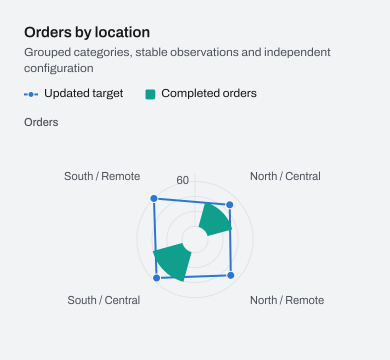 Orders by location
Grouped categories, stable observations and independent
configuration
Updated target
Completed orders
Orders
South / Remote
60
North / Central
South / Central
North / Remote